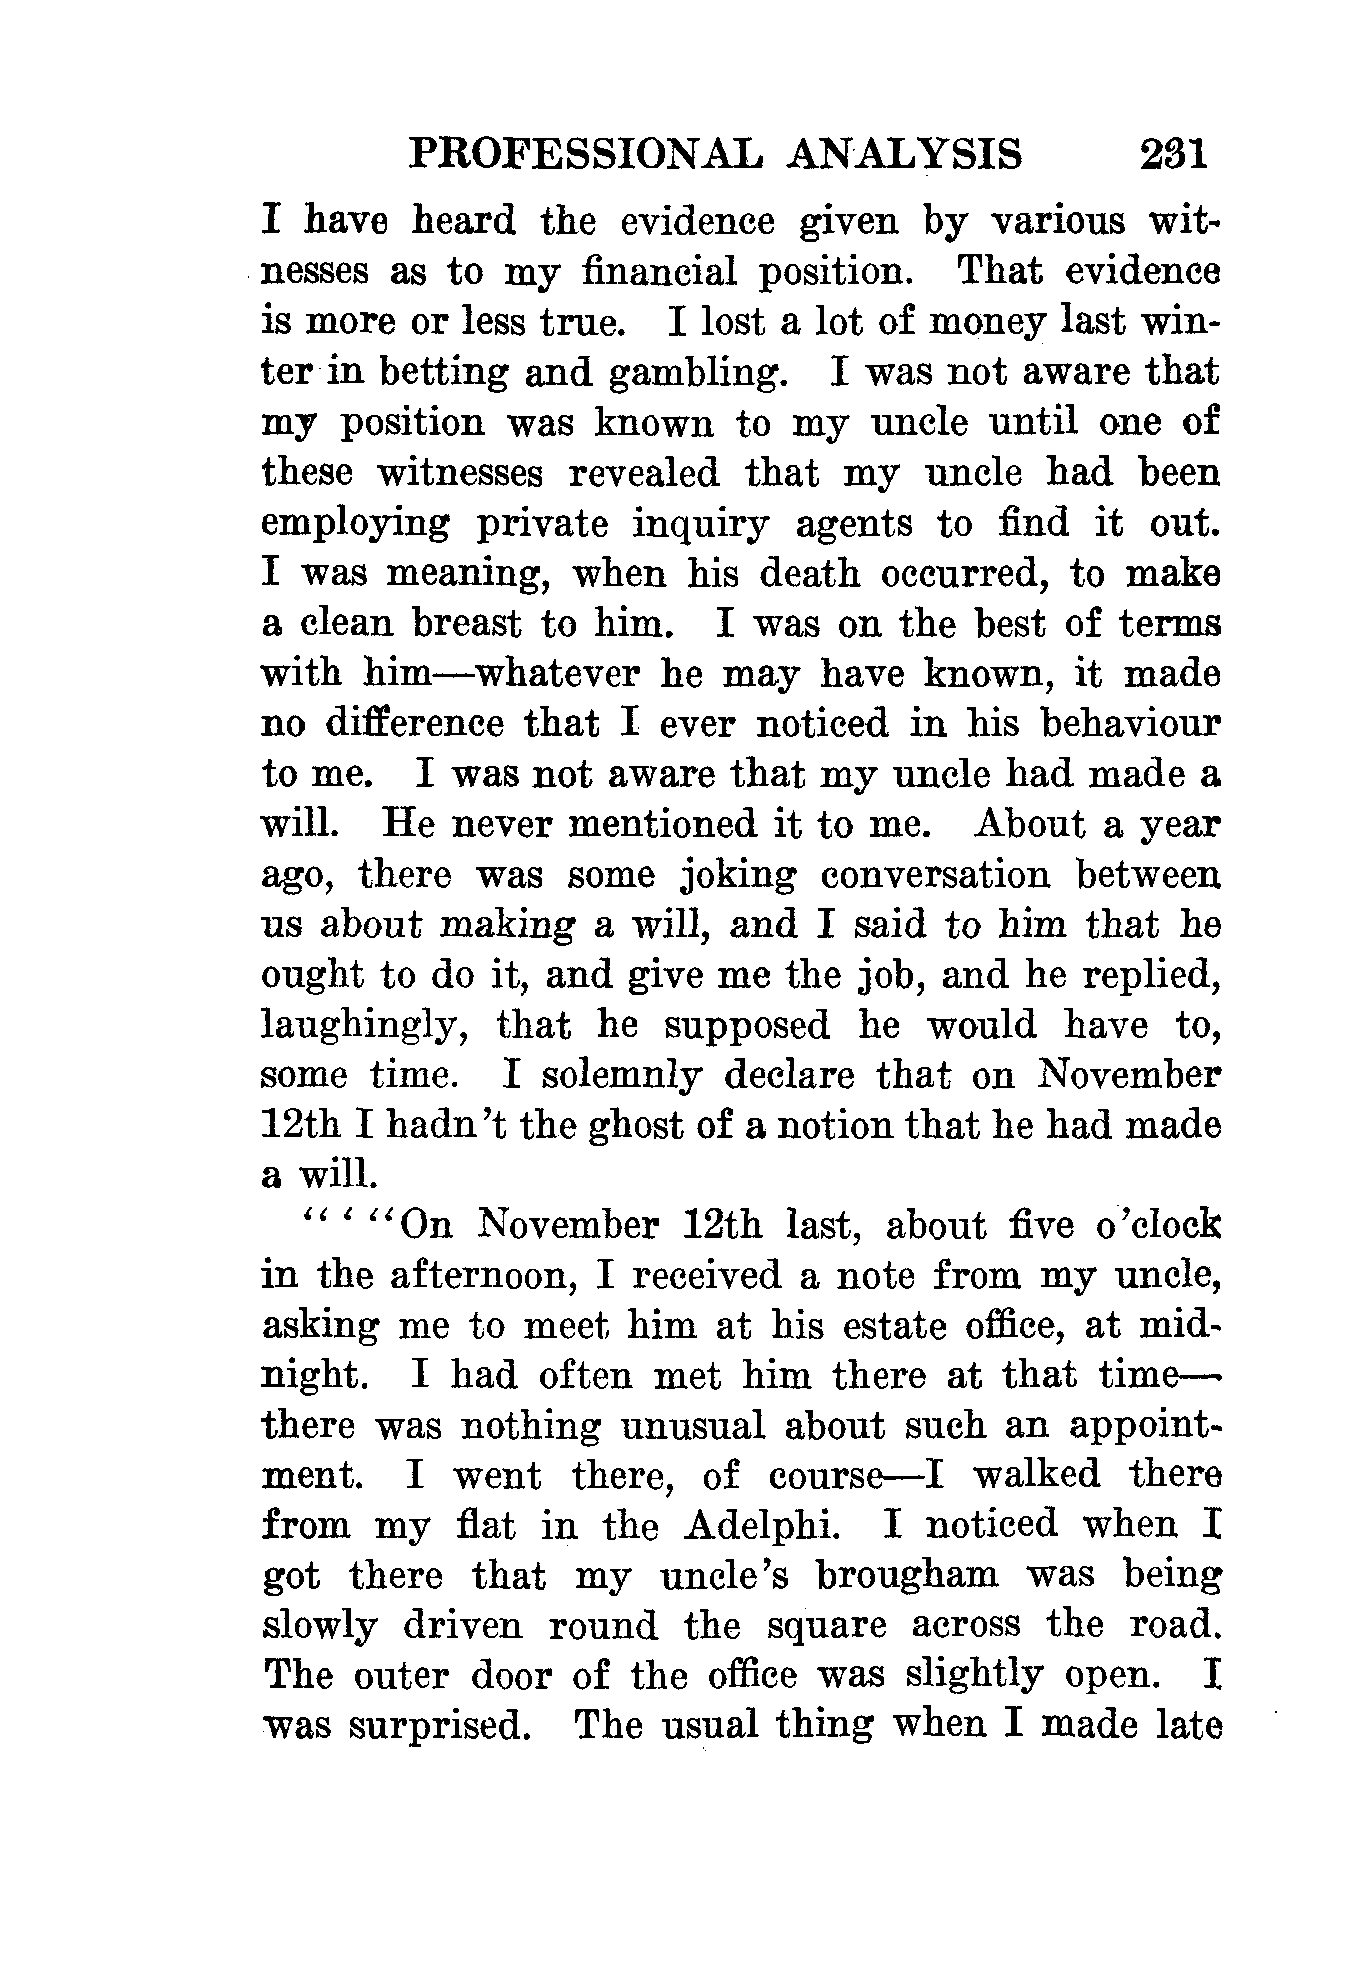 PROFESSIONAL ANALYSIS 231
I have heard the evidence given by various wit-
nesses as to my financial position. That evidence
is more or less true. I lost a lot of money last win-
ter in betting and gambling. I was not aware that
my position was known to my uncle until one of
these witnesses revealed that my uncle had been
employing private inquiry agents to find it out.
I was meaning, when his death occurred, to make
a clean breast to him. I was on the best of terms
with him—whatever he may have known, it made
no difference that I ever noticed in his behaviour
to me. I was not aware that my uncle had made a
will. He never mentioned it to me. About a year
ago, there was some joking conversation between
us about making a will, and I said to him that he
ought to do it, and give me the job, and he replied,
laughingly, that he supposed he would have to,
some time. I solemnly declare that on November
12th I hadn't the ghost of a notion that he had made
a will.
“ ‘ “On November 12th last, about five o'clock
in the afternoon, I received a note from my uncle,
asking me to meet him at his estate office, at mid-
night. I had often met him there at that time—
there was nothing unusual about such an appoint-
ment. I went there, of course—I walked there
from my flat in the Adelphi. I noticed when I
got there that my uncle's brougham was being
slowly driven round the square across the road.
The outer door of the office was slightly open. I
was surprised. The usual thing when I made late